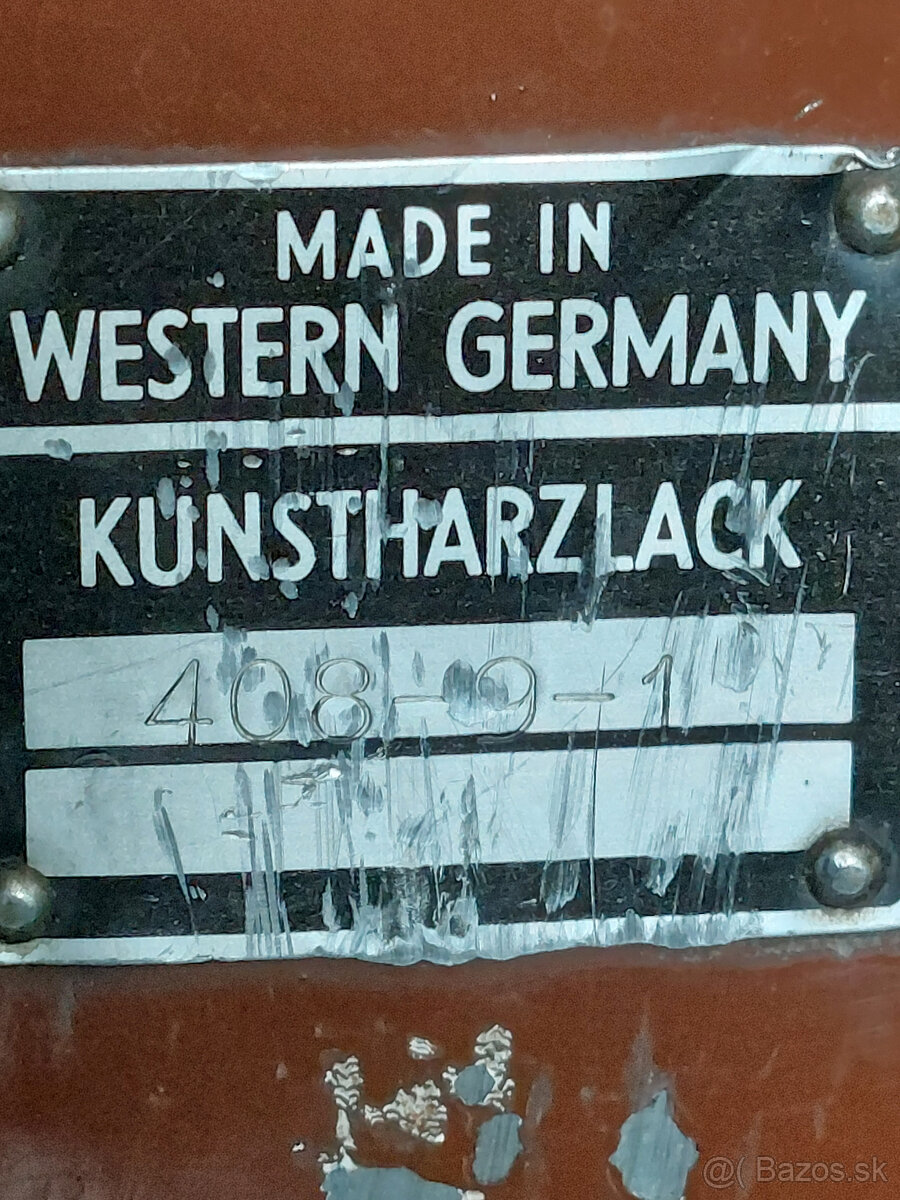 MADE IN
WESTERN GERMANY
KUNSTHARZLACK
408-9-1
@( Bazos.sk